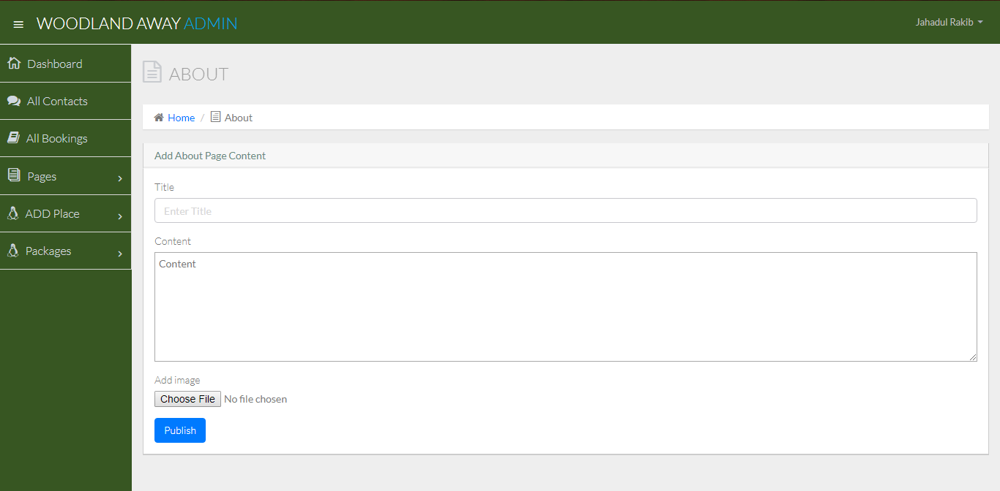 WOODLAND AWAY ADMIN
Jahadul Rakib
Dashboard
All Contacts
All Bookings
Pages
ADD Place
Packages
ABOUT
Home / About
Add About Page Content
Title
Enter Title
Content
Content
Add image
Choose File No file chosen
Publish